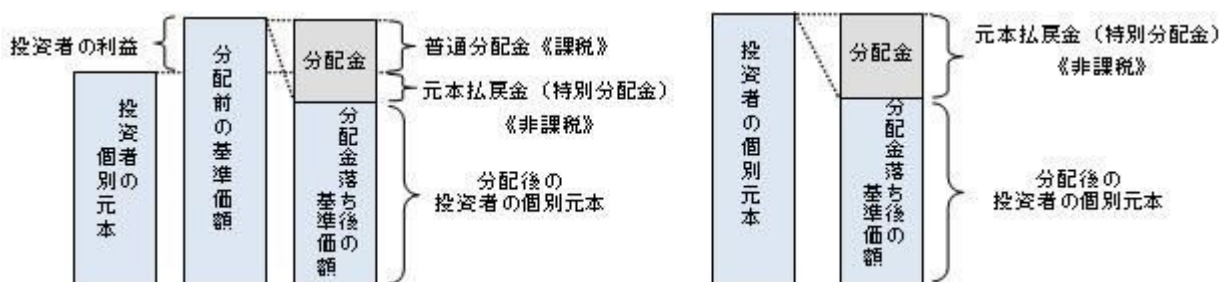 投資者の利益
投資者の
個別元本
分配前の基準価額
分配金
分配金落ち後の
基準価額
普通分配金《課税》
元本払戻金（特別分配金）
《非課税》
分配後の
投資者の個別元本
投資者の個別元本
分配金
分配金落ち後の
基準価額
元本払戻金（特別分配金）
《非課税》
分配後の
投資者の個別元本